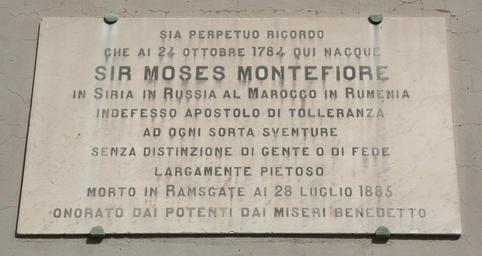 SIA PERPETUO RICORDO
CHE AI 24 OTTOBRE 1784 QUI NACQUE
SIR MOSES MONTEFIORE
IN SIRIA IN RUSSIA AL MAROCCO IN RUMENIA
INDEFESSO APOSTOLO DI TOLLERANZA
AD OGNI SORTA SVENTURE
SENZA DISTINZIONE DI GENTE O DI FEDE
LARGAMENTE PIETOSO
MORTO IN RAMSGATE AI 28 LUGLIO 1885
ONORATO DAI POTENTI DAI MISERI BENEDETTO